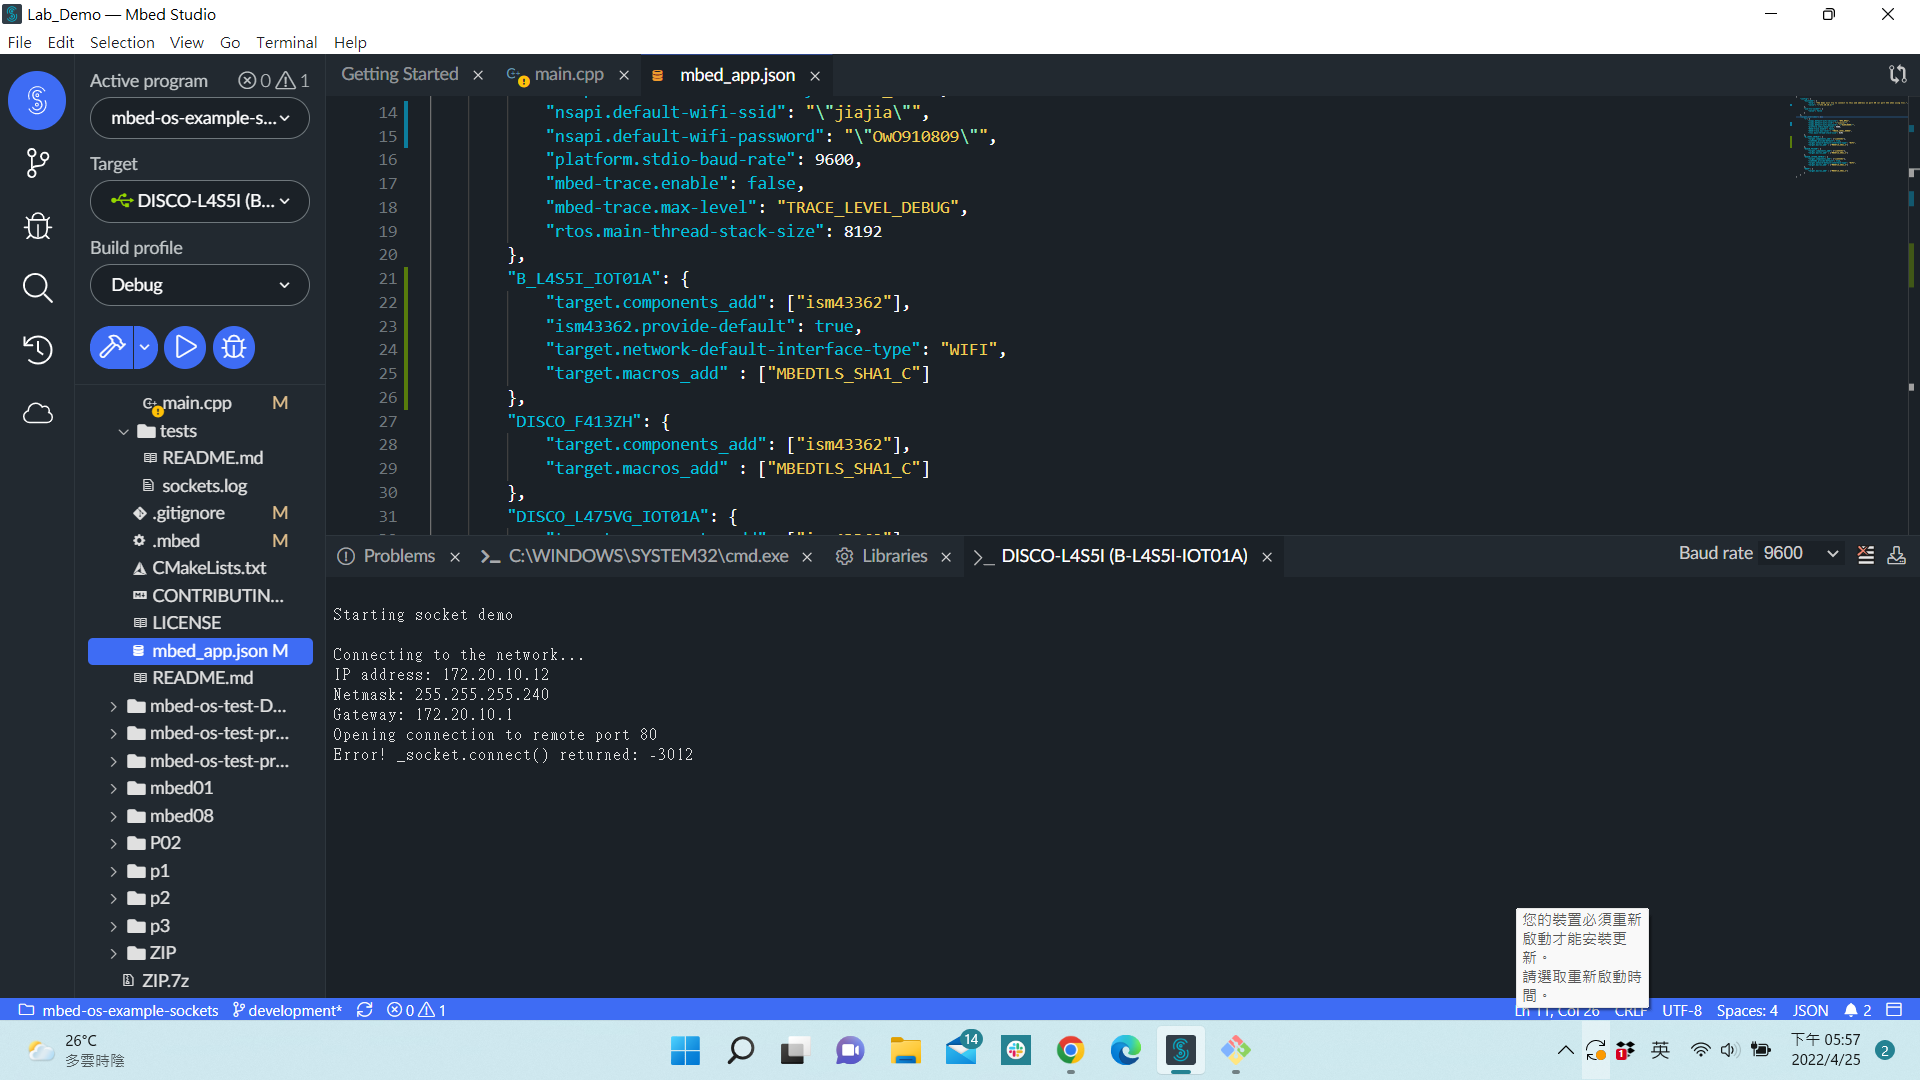 Lab_Demo — Mbed Studio
File Edit Selection View Go Terminal Help
Active program 0 1
mbed-os-example-s...
Target
DISCO-L4S5I (B...
Build profile
Debug
main.cpp M
tests
README.md
sockets.log
.gitignore M
.mbed M
CMakeLists.txt
CONTRIBUTIN...
LICENSE
mbed_app.json M
README.md
mbed-os-test-D...
mbed-os-test-pr...
mbed-os-test-pr...
mbed01
mbed08
P02
p1
p2
p3
ZIP
ZIP.7z
Getting Started main.cpp mbed_app.json
14 "nsapi.default-wifi-ssid": "\"jiajia\"",
15 "nsapi.default-wifi-password": "\"OwO910809\"",
16 "platform.stdio-baud-rate": 9600,
17 "mbed-trace.enable": false,
18 "mbed-trace.max-level": "TRACE_LEVEL_DEBUG",
19 "rtos.main-thread-stack-size": 8192
20 },
21 "B_L4S5I_IOT01A": {
22 "target.components_add": ["ism43362"],
23 "ism43362.provide-default": true,
24 "target.network-default-interface-type": "WIFI",
25 "target.macros_add" : ["MBEDTLS_SHA1_C"]
26 },
27 "DISCO_F413ZH": {
28 "target.components_add": ["ism43362"],
29 "target.macros_add" : ["MBEDTLS_SHA1_C"]
30 },
31 "DISCO_L475VG_IOT01A": {
Problems C:\WINDOWS\SYSTEM32\cmd.exe Libraries DISCO-L4S5I (B-L4S5I-IOT01A) Baud rate 9600
Starting socket demo
Connecting to the network...
IP address: 172.20.10.12
Netmask: 255.255.255.240
Gateway: 172.20.10.1
Opening connection to remote port 80
Error! _socket.connect() returned: -3012
您的裝置必須重新
啟動才能安裝更
新。
請選取重新啟動時
間。
mbed-os-example-sockets development* 0 1 Ln 11, Col 26 CRLF UTF-8 Spaces: 4 JSON 2
26°C
多雲時陰
14
1
英
下午 05:57
2022/4/25
2